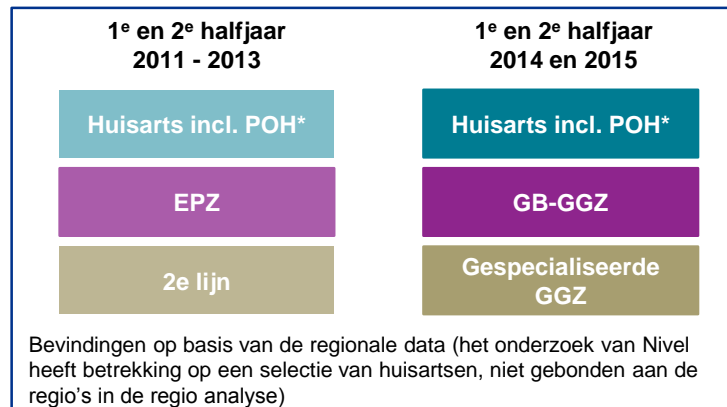 1e en 2e halfjaar
2011 - 2013
1e en 2e halfjaar
2014 en 2015
Huisarts incl. POH*
Huisarts incl. POH*
EPZ
GB-GGZ
2e lijn
Gespecialiseerde
GGZ
Bevindingen op basis van de regionale data (het onderzoek van Nivel
heeft betrekking op een selectie van huisartsen, niet gebonden aan de
regio's in de regio analyse)